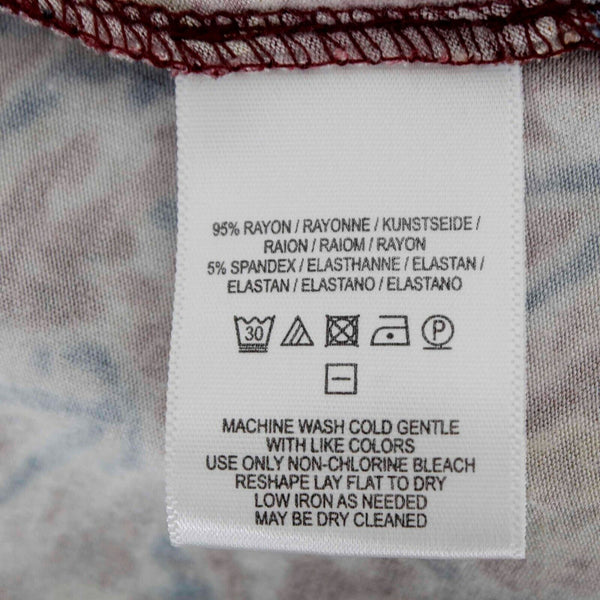 95% RAYON / RAYONNE / KUNSTSEIDE /
RAION / RAIOM / RAYON
5% SPANDEX / ELASTHANNE / ELASTAN /
ELASTAN / ELASTANO / ELASTANO
30 P
MACHINE WASH COLD GENTLE
WITH LIKE COLORS
USE ONLY NON-CHLORINE BLEACH
RESHAPE LAY FLAT TO DRY
LOW IRON AS NEEDED
MAY BE DRY CLEANED